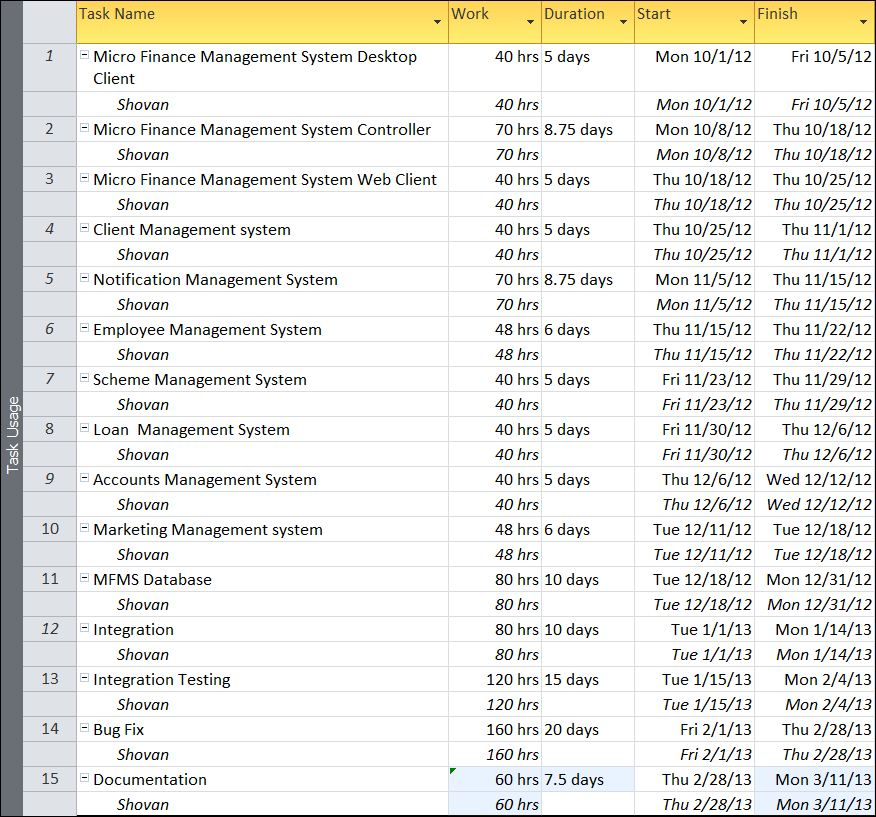 Task Name Work Duration Start Finish
1 Micro Finance Management System Desktop 40 hrs 5 days Mon 10/1/12 Fri 10/5/12
Client
Shovan 40 hrs Mon 10/1/12 Fri 10/5/12
2 Micro Finance Management System Controller 70 hrs 8.75 days Mon 10/8/12 Thu 10/18/12
Shovan 70 hrs Mon 10/8/12 Thu 10/18/12
3 Micro Finance Management System Web Client 40 hrs 5 days Thu 10/18/12 Thu 10/25/12
Shovan 40 hrs Thu 10/18/12 Thu 10/25/12
4 Client Management system 40 hrs 5 days Thu 10/25/12 Thu 11/1/12
Shovan 40 hrs Thu 10/25/12 Thu 11/1/12
5 Notification Management System 70 hrs 8.75 days Mon 11/5/12 Thu 11/15/12
Shovan 70 hrs Mon 11/5/12 Thu 11/15/12
6 Employee Management System 48 hrs 6 days Thu 11/15/12 Thu 11/22/12
Shovan 48 hrs Thu 11/15/12 Thu 11/22/12
7 Scheme Management System 40 hrs 5 days Fri 11/23/12 Thu 11/29/12
Shovan 40 hrs Fri 11/23/12 Thu 11/29/12
8 Loan  Management System 40 hrs 5 days Fri 11/30/12 Thu 12/6/12
Shovan 40 hrs Fri 11/30/12 Thu 12/6/12
9 Accounts Management System 40 hrs 5 days Thu 12/6/12 Wed 12/12/12
Shovan 40 hrs Thu 12/6/12 Wed 12/12/12
10 Marketing Management system 48 hrs 6 days Tue 12/11/12 Tue 12/18/12
Shovan 48 hrs Tue 12/11/12 Tue 12/18/12
11 MFMS Database 80 hrs 10 days Tue 12/18/12 Mon 12/31/12
Shovan 80 hrs Tue 12/18/12 Mon 12/31/12
12 Integration 80 hrs 10 days Tue 1/1/13 Mon 1/14/13
Shovan 80 hrs Tue 1/1/13 Mon 1/14/13
13 Integration Testing 120 hrs 15 days Tue 1/15/13 Mon 2/4/13
Shovan 120 hrs Tue 1/15/13 Mon 2/4/13
14 Bug Fix 160 hrs 20 days Fri 2/1/13 Thu 2/28/13
Shovan 160 hrs Fri 2/1/13 Thu 2/28/13
15 Documentation 60 hrs 7.5 days Thu 2/28/13 Mon 3/11/13
Shovan 60 hrs Thu 2/28/13 Mon 3/11/13
Task Usage